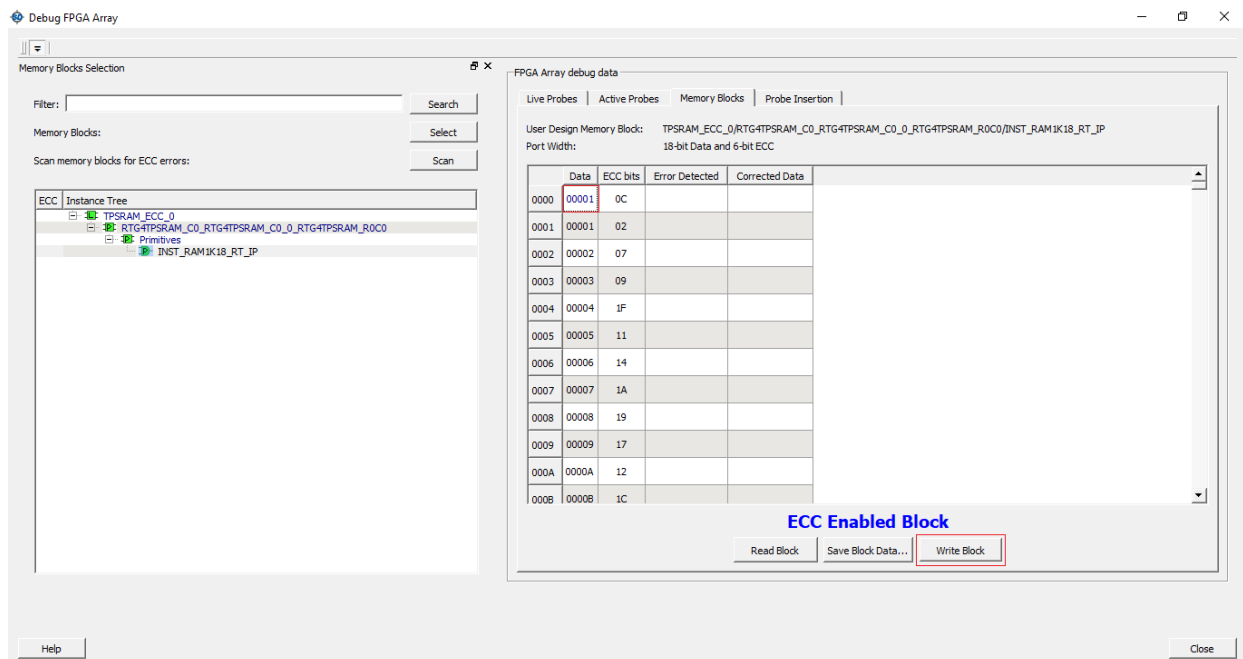 Debug FPGA Array
Memory Blocks Selection
Filter:
Search
Memory Blocks:
Select
Scan memory blocks for ECC errors:
Scan
ECC Instance Tree
TPSRAM_ECC_0
RTG4TPSRAM_C0_RTG4TPSRAM_C0_0_RTG4TPSRAM_R0C0
Primitives
INST_RAM1K18_RT_IP
FPGA Array debug data
Live Probes Active Probes Memory Blocks Probe Insertion
User Design Memory Block: TPSRAM_ECC_0/RTG4TPSRAM_C0_RTG4TPSRAM_C0_0_RTG4TPSRAM_R0C0/INST_RAM1K18_RT_IP
Port Width: 18-bit Data and 6-bit ECC
Data ECC bits Error Detected Corrected Data
0000 00001 0C
0001 00001 02
0002 00002 07
0003 00003 09
0004 00004 1F
0005 00005 11
0006 00006 14
0007 00007 1A
0008 00008 19
0009 00009 17
000A 0000A 12
000B 0000B 1C
ECC Enabled Block
Read Block Save Block Data... Write Block
Help Close